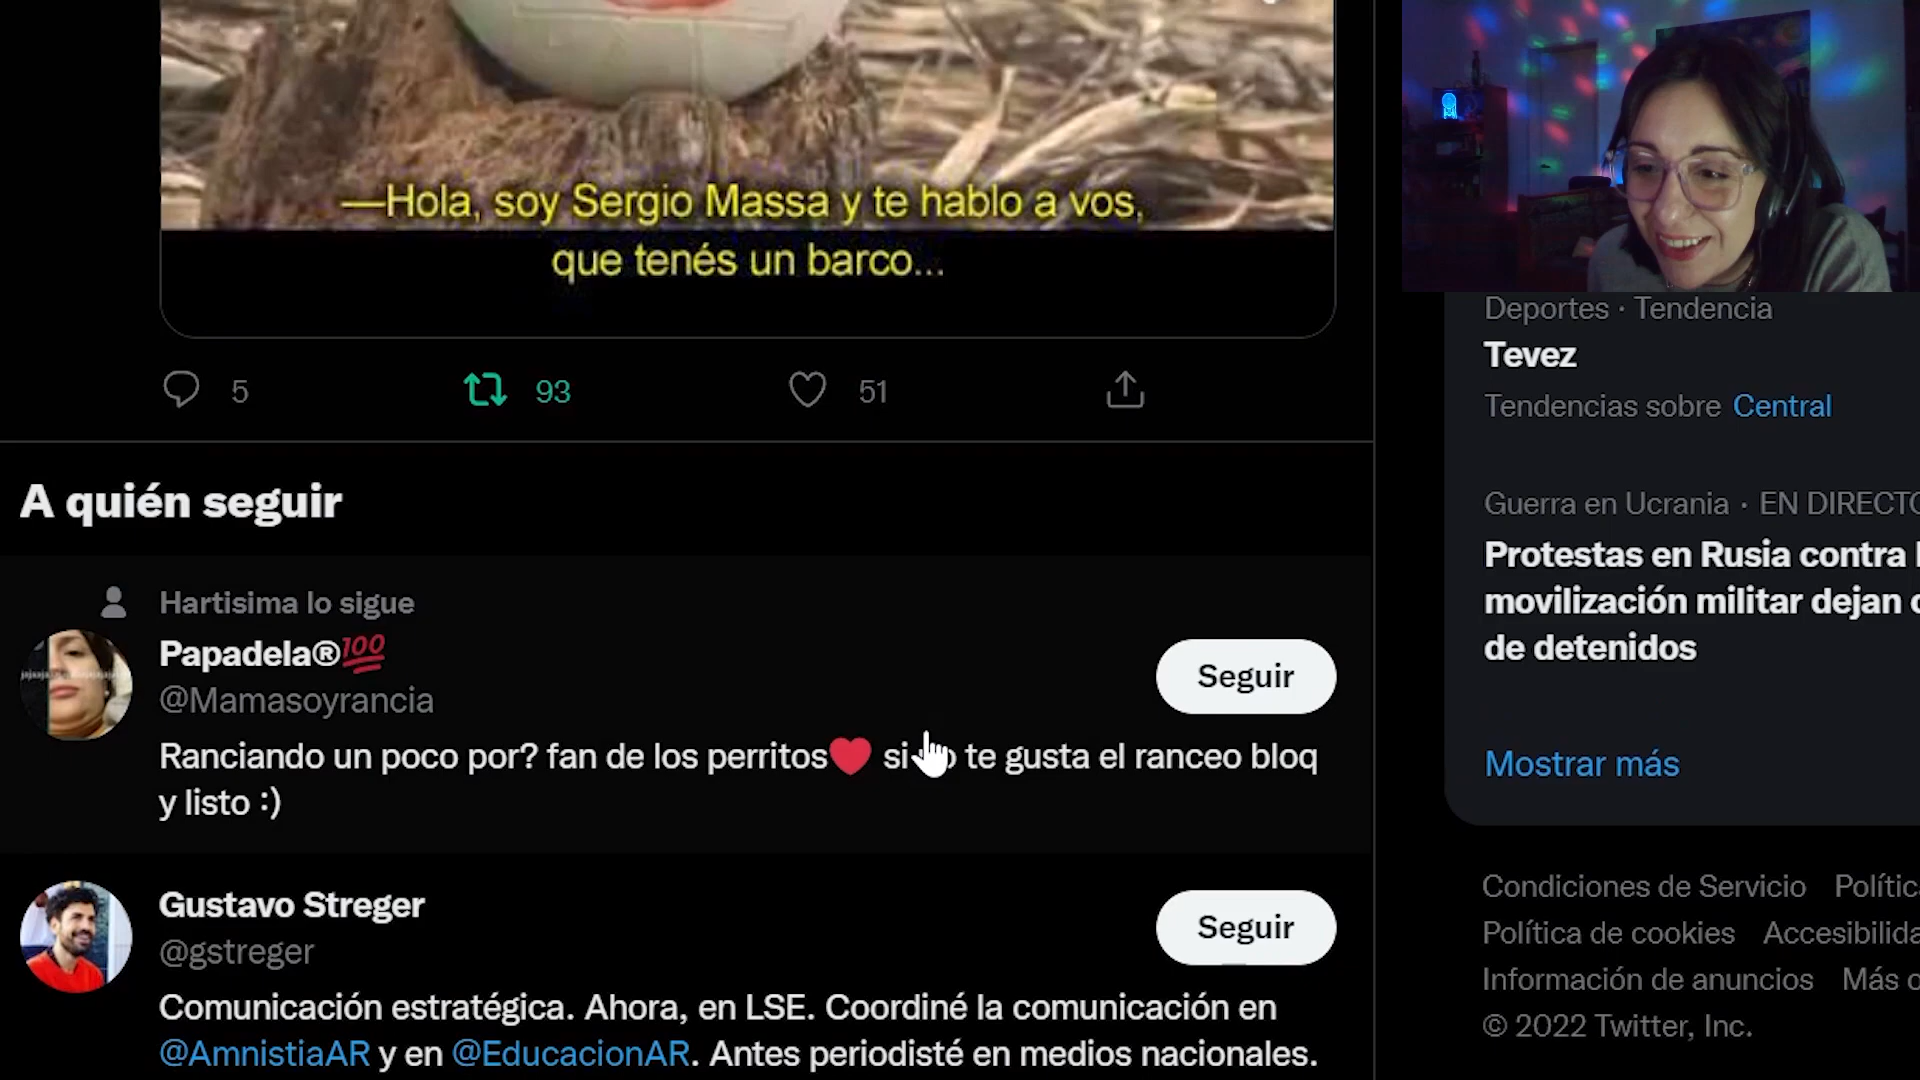 —Hola, soy Sergio Massa y te hablo a vos,
que tenés un barco...
5
93
51
A quién seguir
Hartisima lo sigue
Papadela®💯
@Mamasoyrancia
Seguir
Ranciando un poco por? fan de los perritos❤️ si te gusta el ranceo bloq
y listo :)
Gustavo Streger
@gstreger
Seguir
Comunicación estratégica. Ahora, en LSE. Coordiné la comunicación en
@AmnistiaAR y en @EducacionAR. Antes periodisté en medios nacionales.
Deportes · Tendencia
Tevez
Tendencias sobre Central
Guerra en Ucrania · EN DIRECTO
Protestas en Rusia contra
movilización militar dejan
de detenidos
Mostrar más
Condiciones de Servicio
Política de cookies
Información de anuncios Más
© 2022 Twitter, Inc.